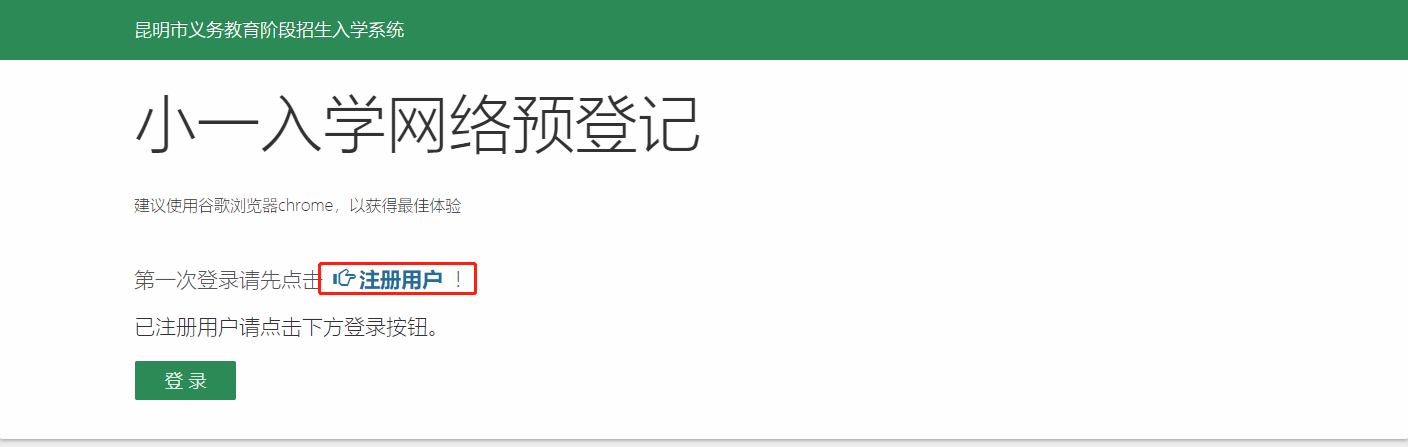 昆明市义务教育阶段招生入学系统
小一入学网络预登记
建议使用谷歌浏览器chrome，以获得最佳体验
第一次登录请先点击 注册用户 ！
已注册用户请点击下方登录按钮。
登 录